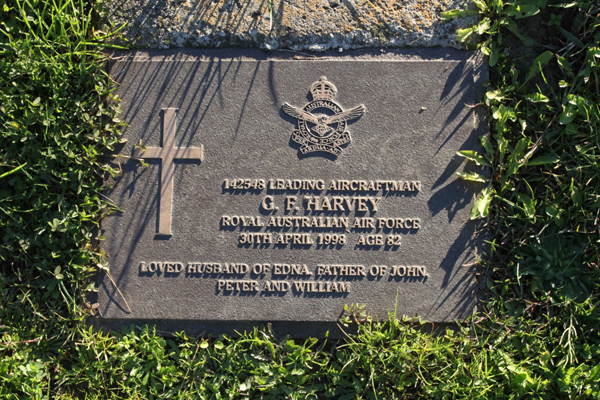 AUSTRALIAN
142548 LEADING AIRCRAFTMAN
G. F. HARVEY
ROYAL AUSTRALIAN AIR FORCE
30TH APRIL 1998 AGE 82
LOVED HUSBAND OF EDNA. FATHER OF JOHN,
PETER AND WILLIAM